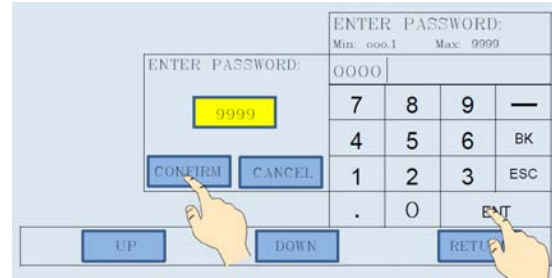 ENTER PASSWORD:
Min: ooo.1 Max: 9999
ENTER PASSWORD:
0000
9999
7 8 9 —
4 5 6 BK
CONFIRM CANCEL
1 2 3 ESC
. 0 ENT
UP DOWN RETU